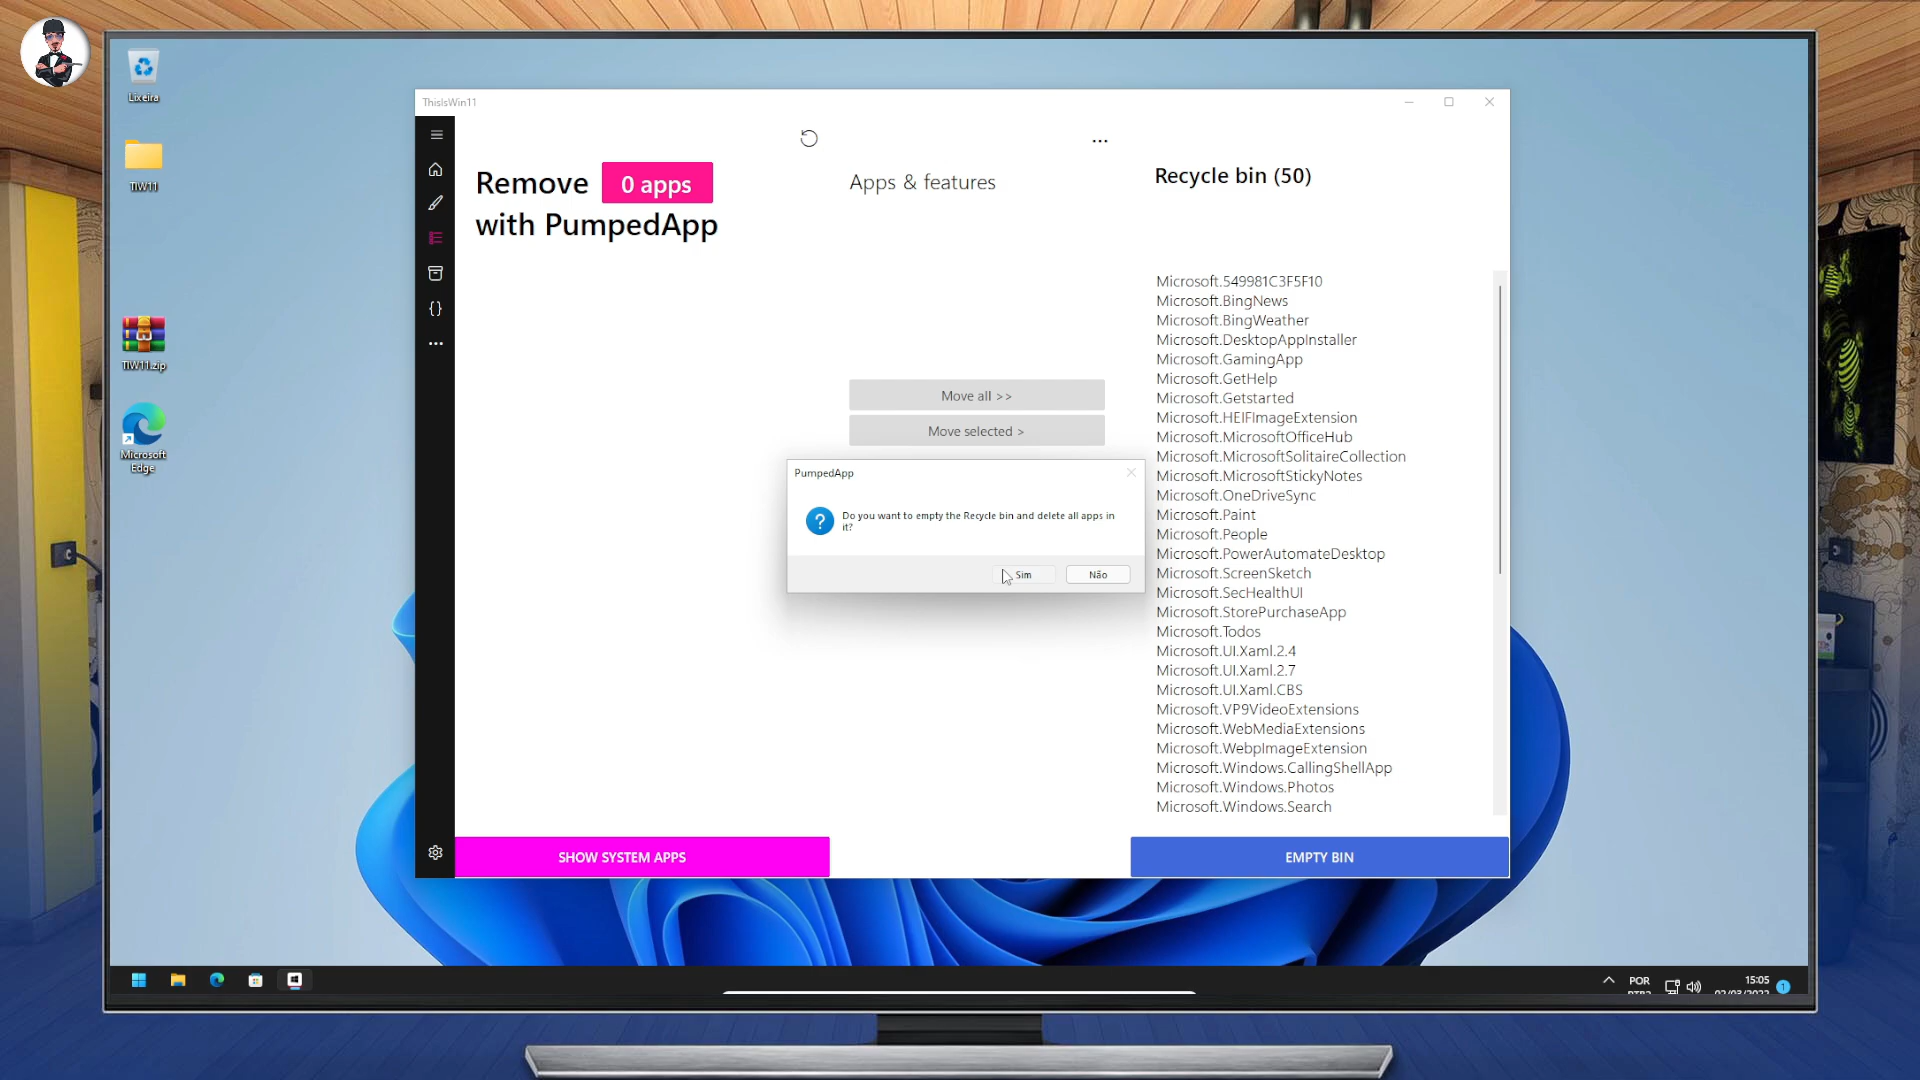 Lixeira
TIW11
TIW11.zip
Microsoft
Edge
ThisIsWin11
Remove 0 apps
with PumpedApp
Apps & features
Move all >>
Move selected >
Recycle bin (50)
Microsoft.549981C3F5F10
Microsoft.BingNews
Microsoft.BingWeather
Microsoft.DesktopAppInstaller
Microsoft.GamingApp
Microsoft.GetHelp
Microsoft.Getstarted
Microsoft.HEIFImageExtension
Microsoft.MicrosoftOfficeHub
Microsoft.MicrosoftSolitaireCollection
Microsoft.MicrosoftStickyNotes
Microsoft.OneDriveSync
Microsoft.Paint
Microsoft.People
Microsoft.PowerAutomateDesktop
Microsoft.ScreenSketch
Microsoft.SecHealthUI
Microsoft.StorePurchaseApp
Microsoft.Todos
Microsoft.UI.Xaml.2.4
Microsoft.UI.Xaml.2.7
Microsoft.UI.Xaml.CBS
Microsoft.VP9VideoExtensions
Microsoft.WebMediaExtensions
Microsoft.WebpImageExtension
Microsoft.Windows.CallingShellApp
Microsoft.Windows.Photos
Microsoft.Windows.Search
PumpedApp
Do you want to empty the Recycle bin and delete all apps in
it?
Sim
Não
SHOW SYSTEM APPS
EMPTY BIN
POR
15:05
1